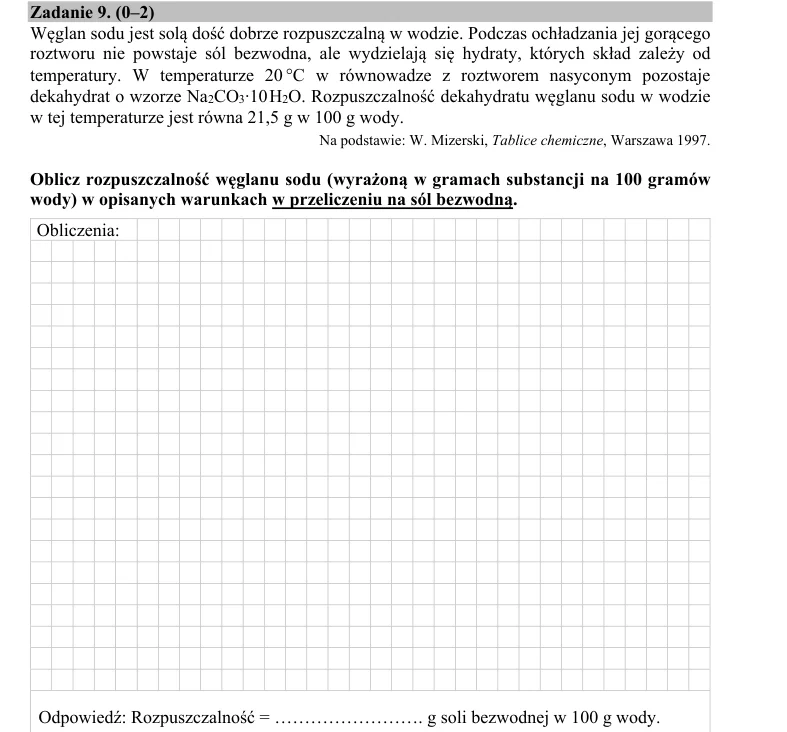 Zadanie 9. (0–2)
Węglan sodu jest solą dość dobrze rozpuszczalną w wodzie. Podczas ochładzania jej gorącego
roztworu nie powstaje sól bezwodna, ale wydzielają się hydraty, których skład zależy od
temperatury. W temperaturze 20 °C w równowadze z roztworem nasyconym pozostaje
dekahydrat o wzorze Na₂CO₃·10H₂O. Rozpuszczalność dekahydratu węglanu sodu w wodzie
w tej temperaturze jest równa 21,5 g w 100 g wody.
Na podstawie: W. Mizerski, Tablice chemiczne, Warszawa 1997.
Oblicz rozpuszczalność węglanu sodu (wyrażoną w gramach substancji na 100 gramów
wody) w opisanych warunkach w przeliczeniu na sól bezwodną.
Obliczenia:
Odpowiedź: Rozpuszczalność = ............................ g soli bezwodnej w 100 g wody.